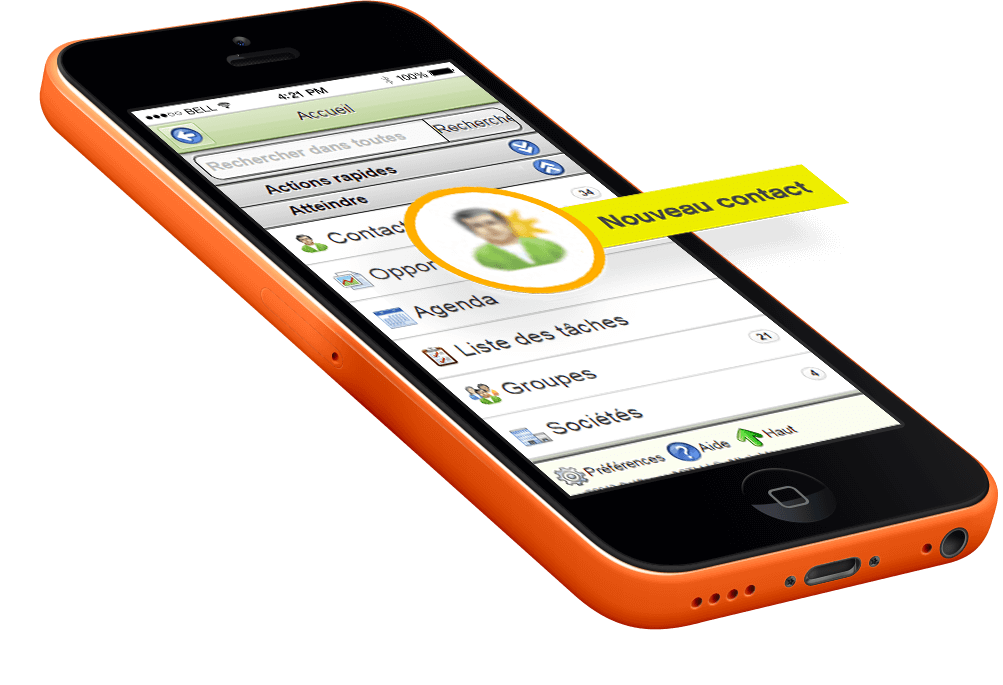 BELL 4:21 PM 100%
Accueil
Rechercher dans toutes Recherche
Actions rapides
Atteindre
Contac 34
Nouveau contact
Oppor
Agenda
Liste des tâches
Groupes 21
Sociétés 4
Préférences ? Aide Haut